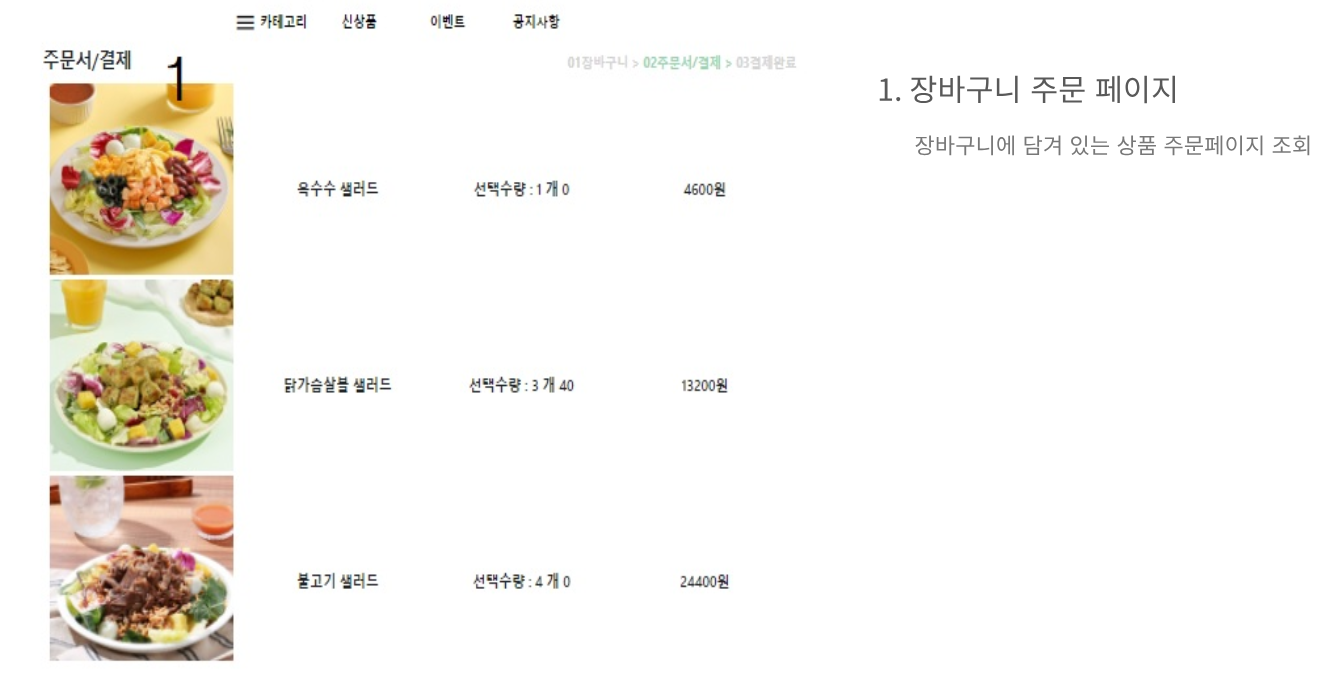 카테고리 신상품 이벤트 공지사항
주문서/결제
1
01장바구니 > 02주문서/결제 > 03결제완료
옥수수 샐러드 선택수량 : 1 개 0 4600원
닭가슴살볼 샐러드 선택수량 : 3 개 40 13200원
불고기 샐러드 선택수량 : 4 개 0 24400원
1. 장바구니 주문 페이지
장바구니에 담겨 있는 상품 주문페이지 조회